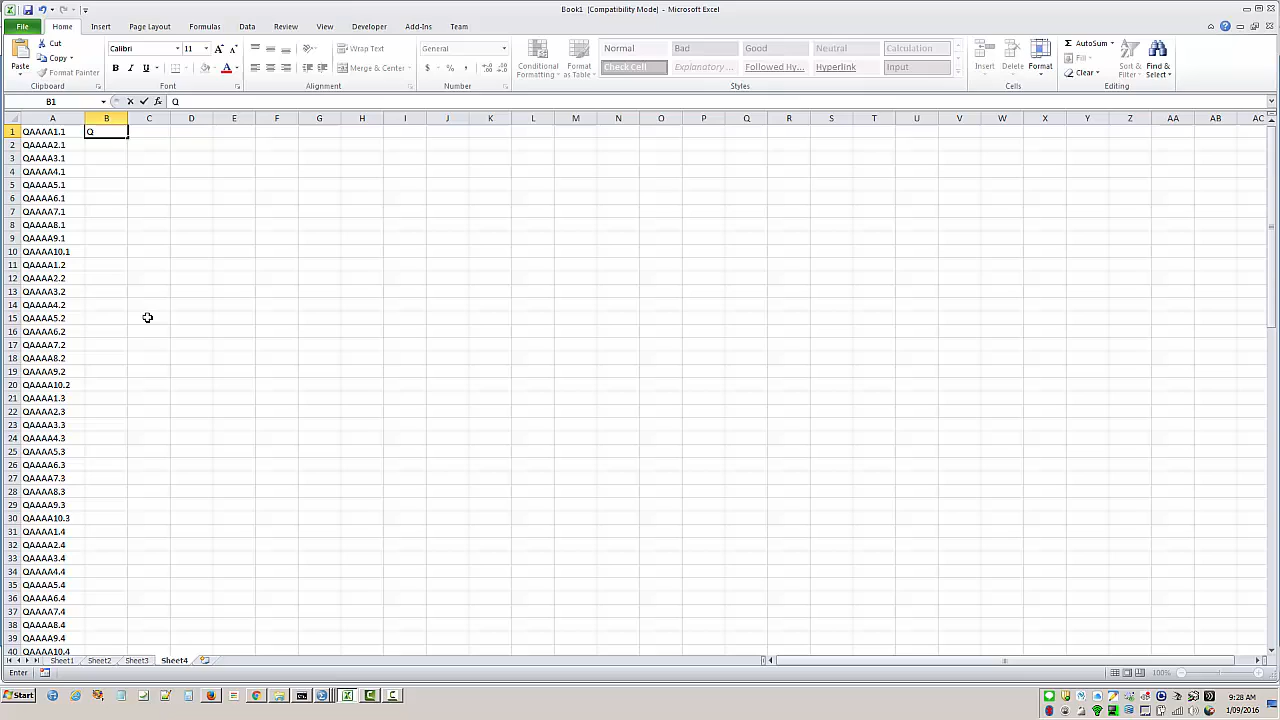 Book1 [Compatibility Mode] - Microsoft Excel
File Home Insert Page Layout Formulas Data Review View Developer Add-Ins Team
Paste
Cut
Copy
Format Painter
Clipboard
Calibri 11
B I U A
Font
Wrap Text
Merge & Center
Alignment
General
$ % ,
Number
Conditional Formatting
Format as Table
Normal Bad Good Neutral Calculation
Check Cell Explanatory ... Followed Hy... Hyperlink Input
Styles
Insert Delete Format
Cells
AutoSum
Fill
Clear
Sort & Filter
Find & Select
Editing
B1 fx Q
A B C D E F G H I J K L M N O P Q R S T U V W X Y Z AA AB AC
1 QAAAA1.1 Q
2 QAAAA2.1
3 QAAAA3.1
4 QAAAA4.1
5 QAAAA5.1
6 QAAAA6.1
7 QAAAA7.1
8 QAAAA8.1
9 QAAAA9.1
10 QAAAA10.1
11 QAAAA1.2
12 QAAAA2.2
13 QAAAA3.2
14 QAAAA4.2
15 QAAAA5.2
16 QAAAA6.2
17 QAAAA7.2
18 QAAAA8.2
19 QAAAA9.2
20 QAAAA10.2
21 QAAAA1.3
22 QAAAA2.3
23 QAAAA3.3
24 QAAAA4.3
25 QAAAA5.3
26 QAAAA6.3
27 QAAAA7.3
28 QAAAA8.3
29 QAAAA9.3
30 QAAAA10.3
31 QAAAA1.4
32 QAAAA2.4
33 QAAAA3.4
34 QAAAA4.4
35 QAAAA5.4
36 QAAAA6.4
37 QAAAA7.4
38 QAAAA8.4
39 QAAAA9.4
40 QAAAA10.4
Sheet1 Sheet2 Sheet3 Sheet4
Enter 100%
Start 9:28 AM
1/09/2016